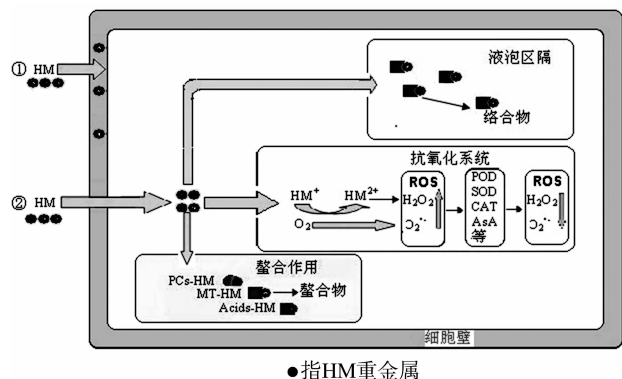 ① HM
液泡区隔
络合物
抗氧化系统
② HM
HM⁺
HM²⁺
O₂
ROS
H₂O₂
O₂·⁻
POD
SOD
CAT
AsA
等
ROS
H₂O₂
O₂·⁻
螯合作用
PCs-HM
MT-HM
螯合物
Acids-HM
细胞壁
●指HM重金属